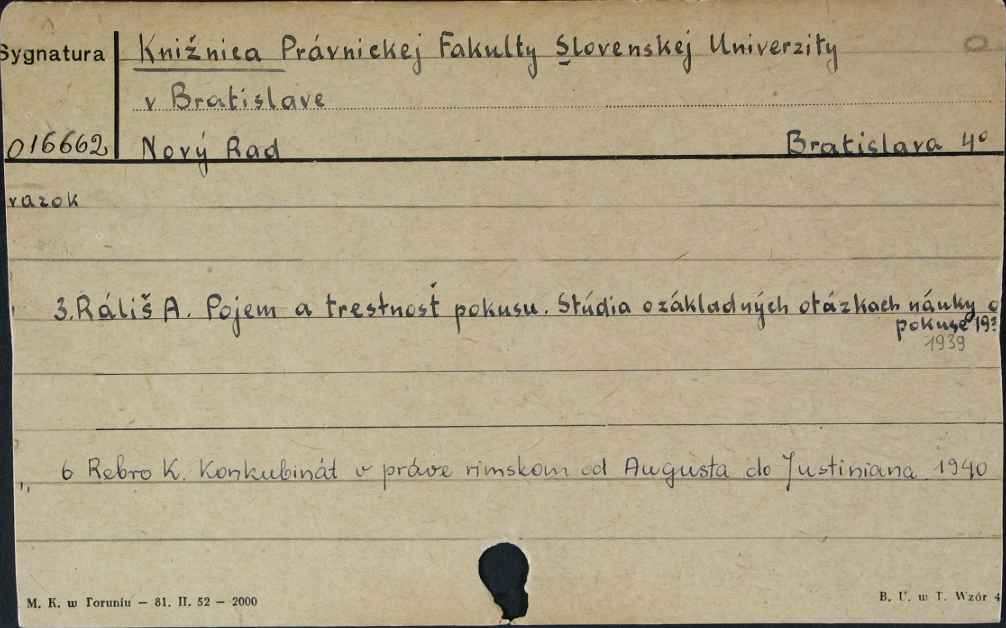 Sygnatura
Knižnica Právnickej Fakulty Slovenskej Univerzity
v Bratislave
016662
Nový Rad
Bratislava 4°
vazok
3. Ráliš A. Pojem a trestnosť pokusu. Stúdia o základných otázkach náuky o
pokuse 193
1939
6 Rebro K. Konkubinát v práve rimskom od Augusta do Justiniana 1940
M. K. w Toruniu — 81. II. 52 — 2000
B. U. w T. Wzór 4